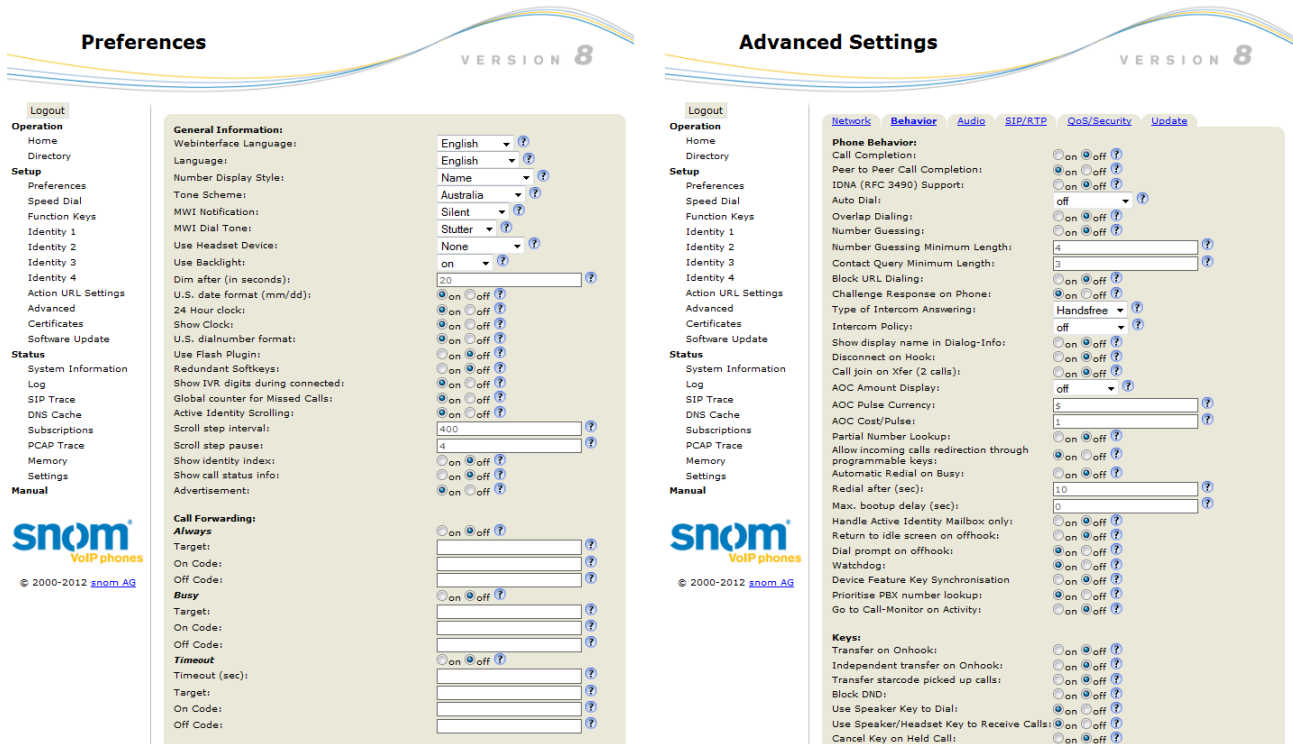 Preferences
VERSION 8
Logout
Operation
Home
Directory
Setup
Preferences
Speed Dial
Function Keys
Identity 1
Identity 2
Identity 3
Identity 4
Action URL Settings
Advanced
Certificates
Software Update
Status
System Information
Log
SIP Trace
DNS Cache
Subscriptions
PCAP Trace
Memory
Settings
Manual
snom
VoIP phones
© 2000-2012 snom AG
General Information:
Webinterface Language: English ?
Language: English ?
Number Display Style: Name ?
Tone Scheme: Australia ?
MWI Notification: Silent ?
MWI Dial Tone: Stutter ?
Use Headset Device: None ?
Use Backlight: on ?
Dim after (in seconds): 20 ?
U.S. date format (mm/dd): on off ?
24 Hour clock: on off ?
Show Clock: on off ?
U.S. dialnumber format: on off ?
Use Flash Plugin: on off ?
Redundant Softkeys: on off ?
Show IVR digits during connected: on off ?
Global counter for Missed Calls: on off ?
Active Identity Scrolling: on off ?
Scroll step interval: 400 ?
Scroll step pause: 4 ?
Show identity index: on off ?
Show call status info: on off ?
Advertisement: on off ?
Call Forwarding:
Always on off ?
Target: ?
On Code: ?
Off Code: ?
Busy on off ?
Target: ?
On Code: ?
Off Code: ?
Timeout on off ?
Timeout (sec): ?
Target: ?
On Code: ?
Off Code: ?
Advanced Settings
VERSION 8
Logout
Operation
Home
Directory
Setup
Preferences
Speed Dial
Function Keys
Identity 1
Identity 2
Identity 3
Identity 4
Action URL Settings
Advanced
Certificates
Software Update
Status
System Information
Log
SIP Trace
DNS Cache
Subscriptions
PCAP Trace
Memory
Settings
Manual
snom
VoIP phones
© 2000-2012 snom AG
Network Behavior Audio SIP/RTP QoS/Security Update
Phone Behavior:
Call Completion: on off ?
Peer to Peer Call Completion: on off ?
IDNA (RFC 3490) Support: on off ?
Auto Dial: off ?
Overlap Dialing: on off ?
Number Guessing: on off ?
Number Guessing Minimum Length: 4 ?
Contact Query Minimum Length: 3 ?
Block URL Dialing: on off ?
Challenge Response on Phone: on off ?
Type of Intercom Answering: Handsfree ?
Intercom Policy: off ?
Show display name in Dialog-Info: on off ?
Disconnect on Hook: on off ?
Call join on Xfer (2 calls): on off ?
AOC Amount Display: off ?
AOC Pulse Currency: $ ?
AOC Cost/Pulse: 1 ?
Partial Number Lookup: on off ?
Allow incoming calls redirection through
programmable keys: on off ?
Automatic Redial on Busy: on off ?
Redial after (sec): 10 ?
Max. bootup delay (sec): 0 ?
Handle Active Identity Mailbox only: on off ?
Return to idle screen on offhook: on off ?
Dial prompt on offhook: on off ?
Watchdog: on off ?
Device Feature Key Synchronisation on off ?
Prioritise PBX number lookup: on off ?
Go to Call-Monitor on Activity: on off ?
Keys:
Transfer on Onhook: on off ?
Independent transfer on Onhook: on off ?
Transfer starcode picked up calls: on off ?
Block DND: on off ?
Use Speaker Key to Dial: on off ?
Use Speaker/Headset Key to Receive Calls: on off ?
Cancel Key on Held Call: on off ?